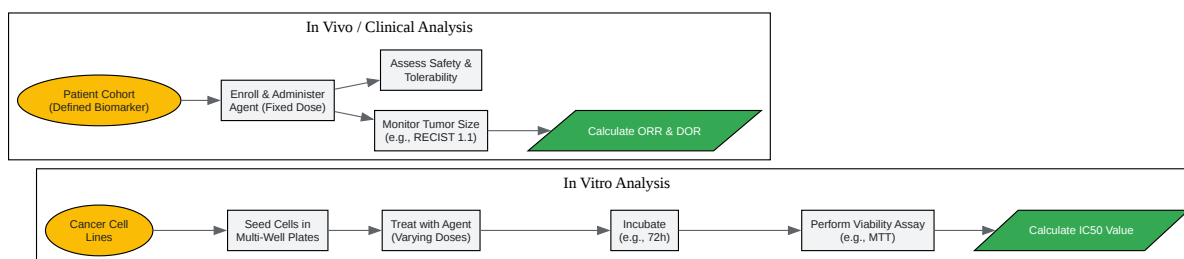 In Vivo / Clinical Analysis
Patient Cohort
(Defined Biomarker)
Enroll & Administer
Agent (Fixed Dose)
Assess Safety &
Tolerability
Monitor Tumor Size
(e.g., RECIST 1.1)
Calculate ORR & DOR
In Vitro Analysis
Cancer Cell
Lines
Seed Cells in
Multi-Well Plates
Treat with Agent
(Varying Doses)
Incubate
(e.g., 72h)
Perform Viability Assay
(e.g., MTT)
Calculate IC50 Value